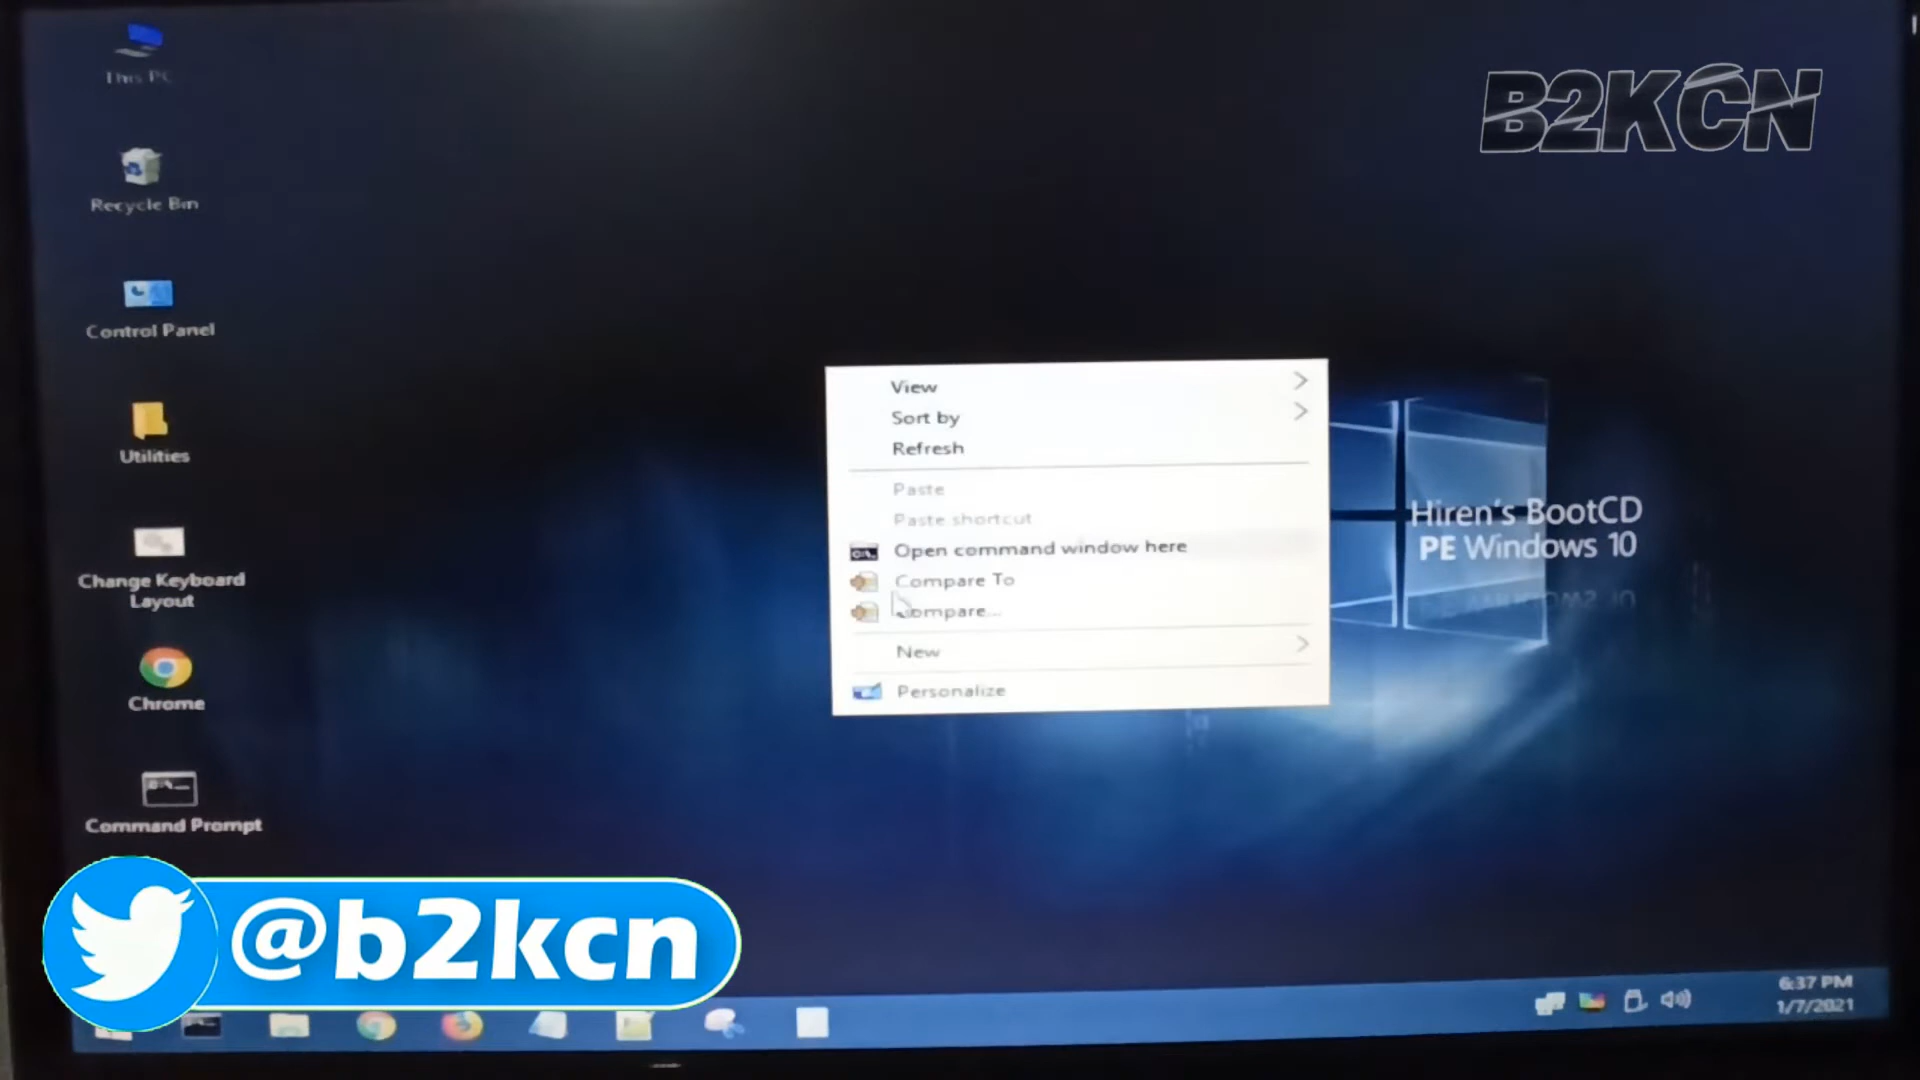 This PC
B2KCN
Recycle Bin
Control Panel
Utilities
Change Keyboard
Layout
Chrome
Command Prompt
View
Sort by
Refresh
Paste
Paste shortcut
Open command window here
Compare To
Compare...
New
Personalize
Hiren's BootCD
PE Windows 10
@b2kcn
6:37 PM
1/7/2021